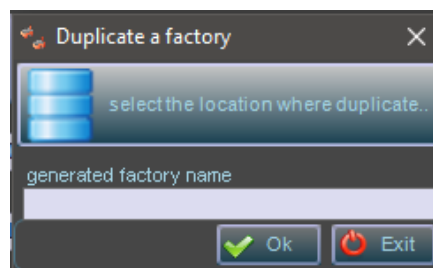 Duplicate a factory
select the location where duplicate..
generated factory name
Ok
Exit